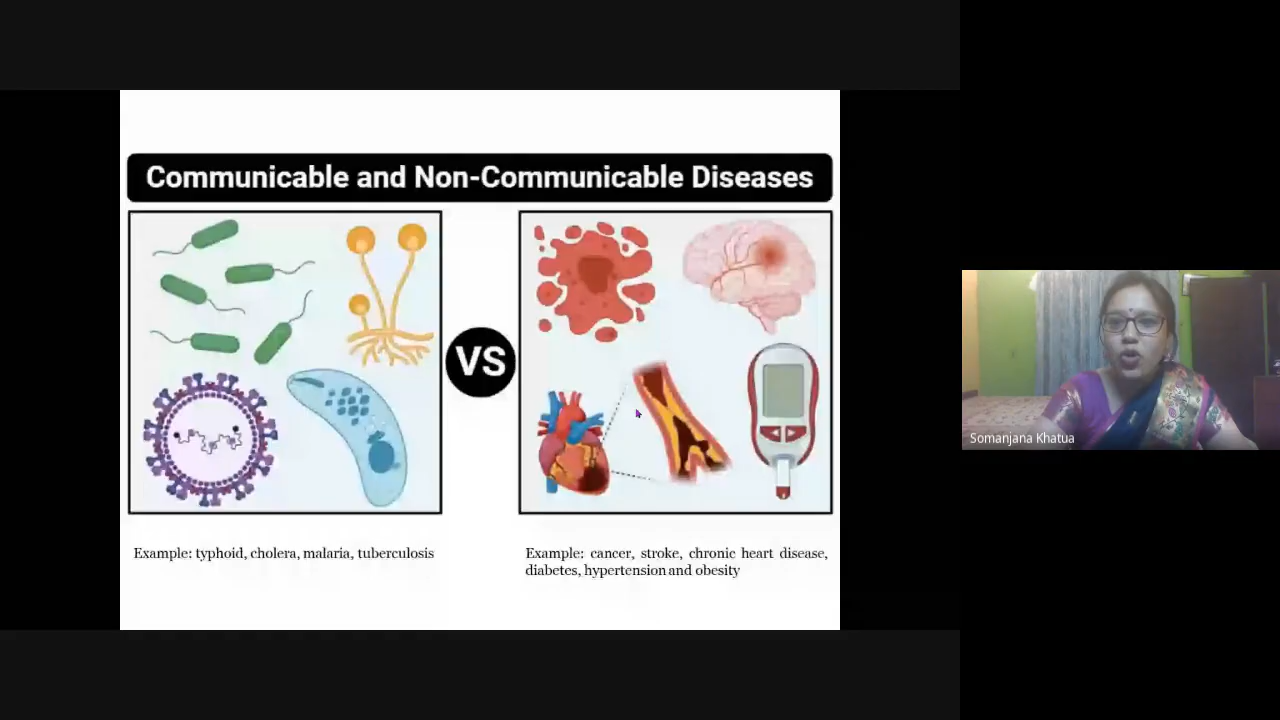 Communicable and Non-Communicable Diseases
VS
Example: typhoid, cholera, malaria, tuberculosis
Example: cancer, stroke, chronic heart disease,
diabetes, hypertension and obesity
Somanjana Khatua